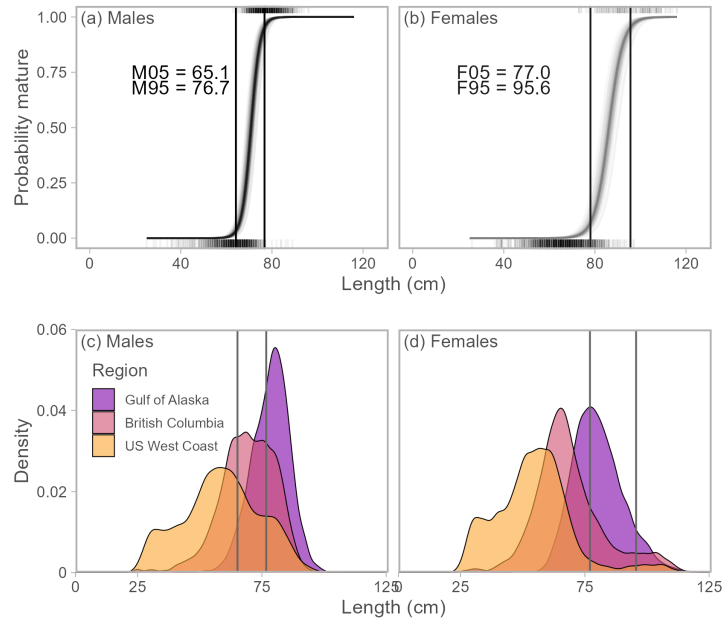 (a) Males
(b) Females
Probability mature
1.00
0.75
0.50
0.25
0.00
M05 = 65.1
M95 = 76.7
F05 = 77.0
F95 = 95.6
0 40 80 120
0 40 80 120
Length (cm)
(c) Males
(d) Females
Density
0.06
0.04
0.02
0
Region
Gulf of Alaska
British Columbia
US West Coast
0 25 75 125
0 25 75 125
Length (cm)